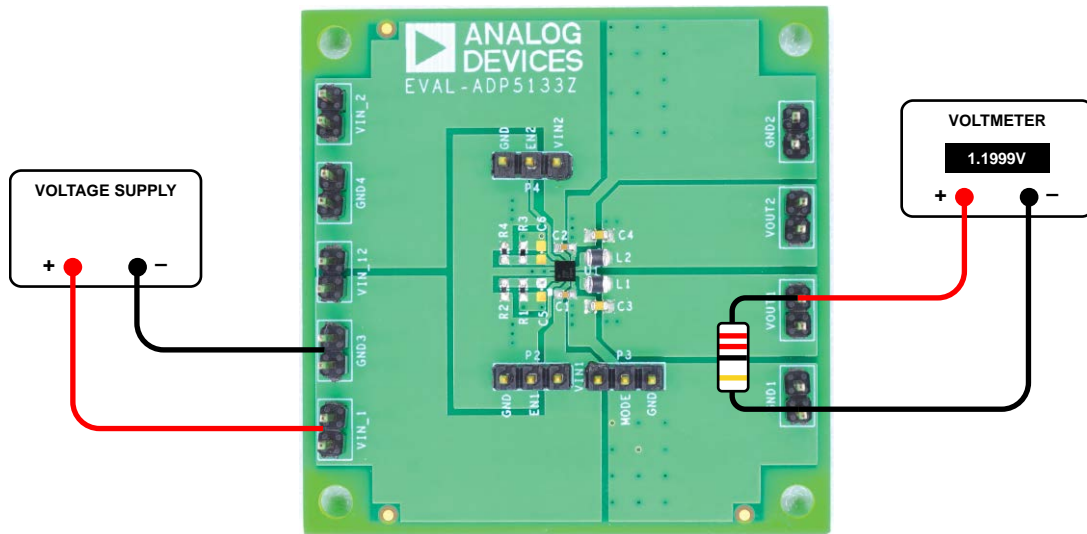 ANALOG
DEVICES
EVAL-ADP5133Z
VIN_2
GND4
VIN_12
GND3
VIN_1
GND
EN2
VIN2
P4
R4
R3
C6
C2
C4
L2
L1
R2
R1
C5
C1
C3
P2
VIN1
P3
GND
EN1
MODE
GND
GND2
VOUT2
VOUT1
GND1
VOLTAGE SUPPLY
+ −
VOLTMETER
1.1999V
+ −